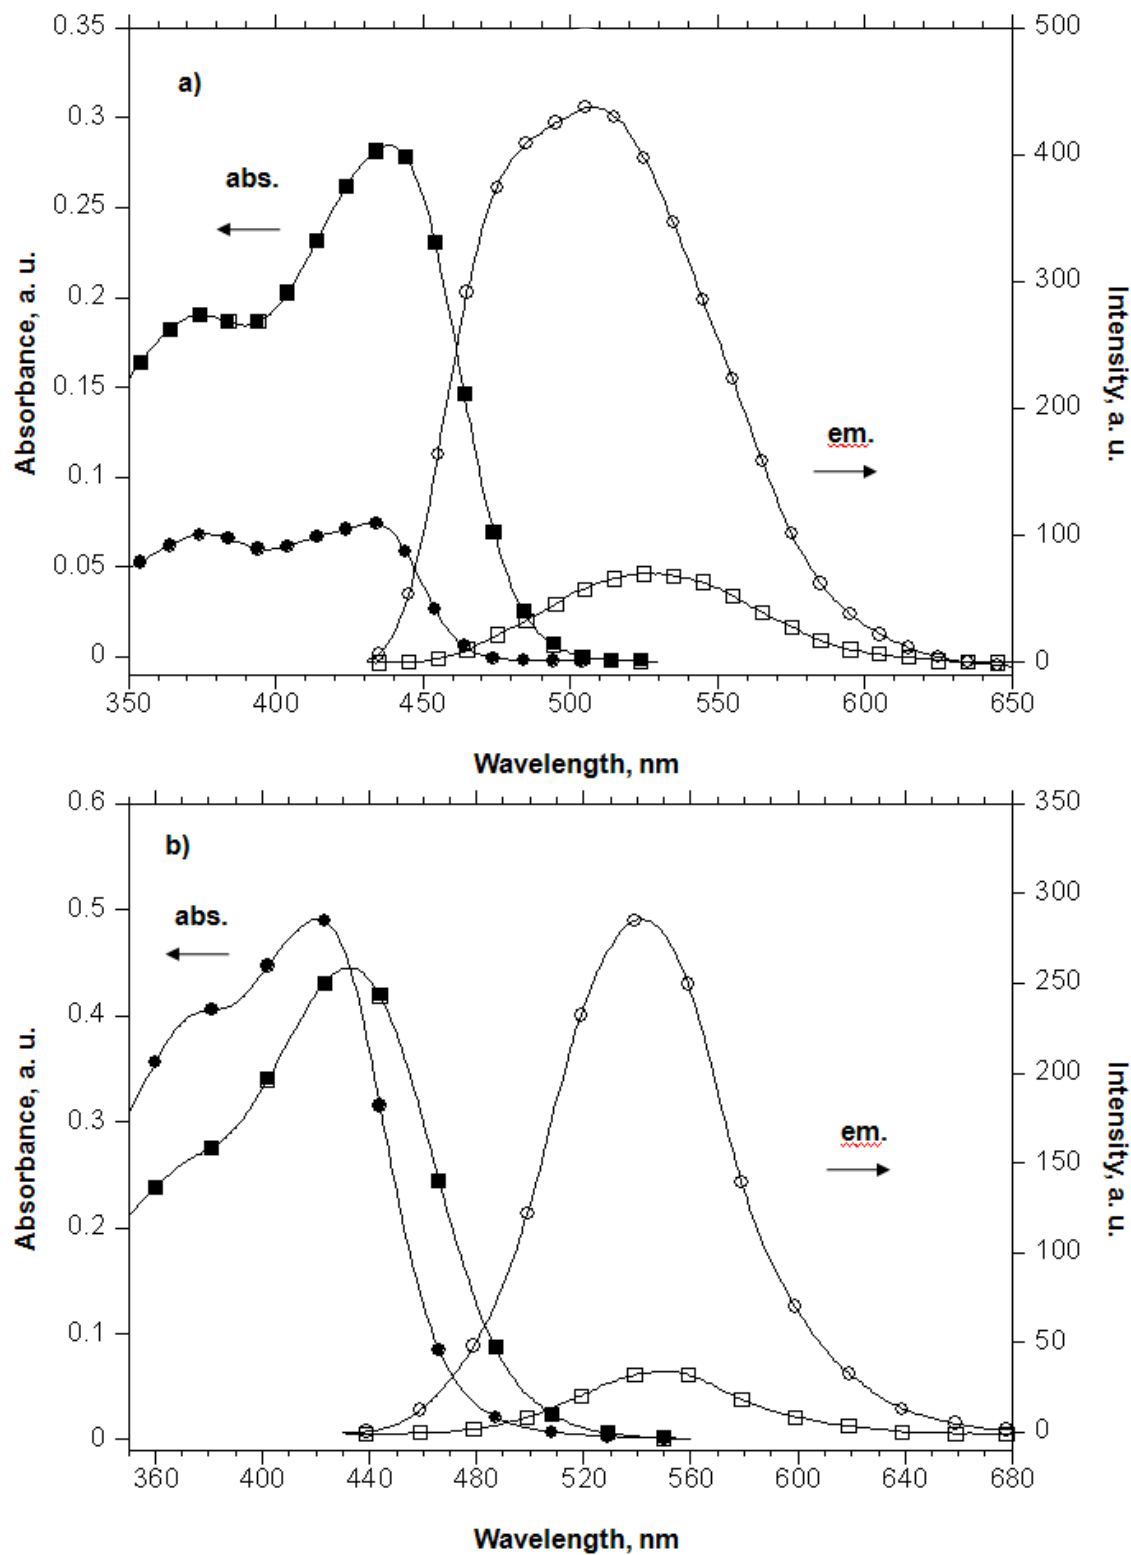 a)
abs.
em.
0.35
0.3
0.25
0.2
0.15
0.1
0.05
0
500
400
300
200
100
0
350 400 450 500 550 600 650
Absorbance, a. u.
Intensity, a. u.
Wavelength, nm
b)
abs.
em.
0.6
0.5
0.4
0.3
0.2
0.1
0
350
300
250
200
150
100
50
0
360 400 440 480 520 560 600 640 680
Absorbance, a. u.
Intensity, a. u.
Wavelength, nm